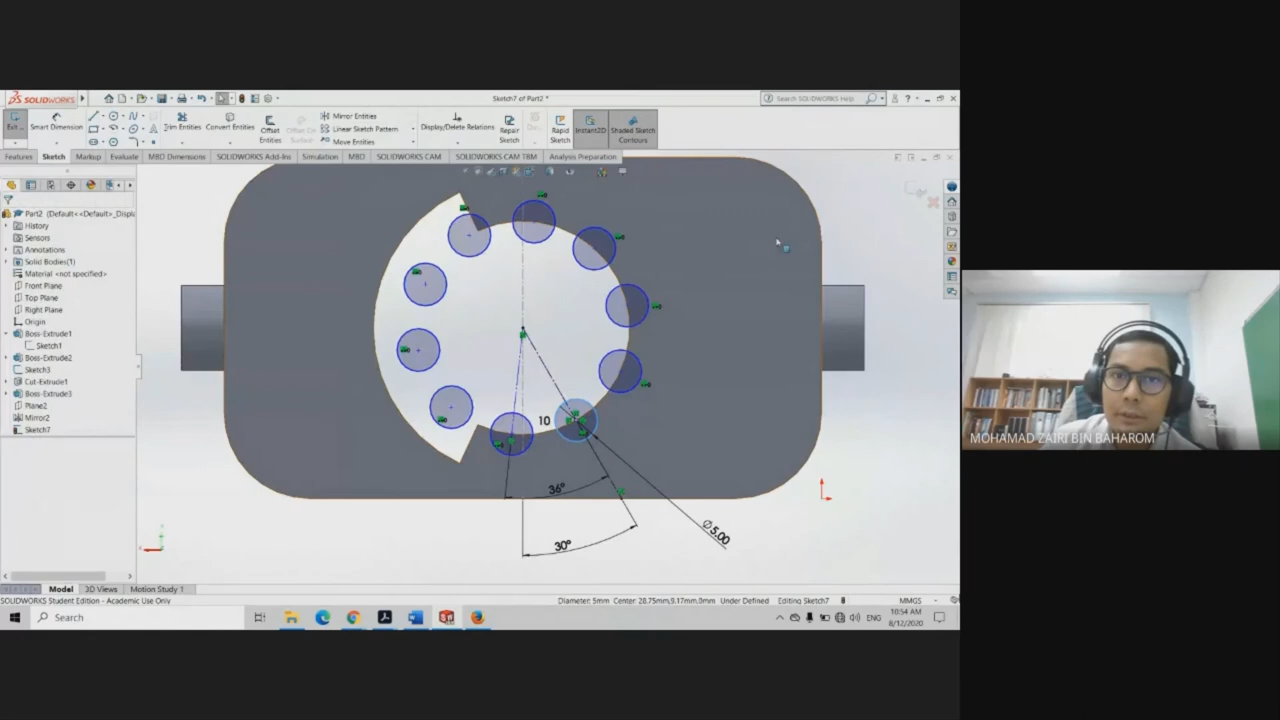 SOLIDWORKS
Sketch7 of Part2 *
Search SOLIDWORKS Help
Exit...
Smart Dimension
Trim Entities
Convert Entities
Offset Entities
Mirror Entities
Linear Sketch Pattern
Move Entities
Display/Delete Relations
Repair Sketch
Rapid Sketch
Instant2D
Shaded Sketch Contours
Features
Sketch
Markup
Evaluate
MBD Dimensions
SOLIDWORKS Add-Ins
Simulation
MBD
SOLIDWORKS CAM
SOLIDWORKS CAM TBM
Analysis Preparation
Part2 (Default<<Default>_Displa
History
Sensors
Annotations
Solid Bodies(1)
Material <not specified>
Front Plane
Top Plane
Right Plane
Origin
Boss-Extrude1
Sketch1
Boss-Extrude2
Sketch3
Cut-Extrude1
Boss-Extrude3
Plane2
Mirror2
Sketch7
10
36°
30°
Ø5.00
MOHAMAD ZAIRI BIN BAHAROM
Model
3D Views
Motion Study 1
SOLIDWORKS Student Edition - Academic Use Only
Diameter: 5mm Center: 28.75mm,9.17mm,0mm
Under Defined
Editing Sketch7
MMGS
Search
ENG
10:54 AM
8/12/2020